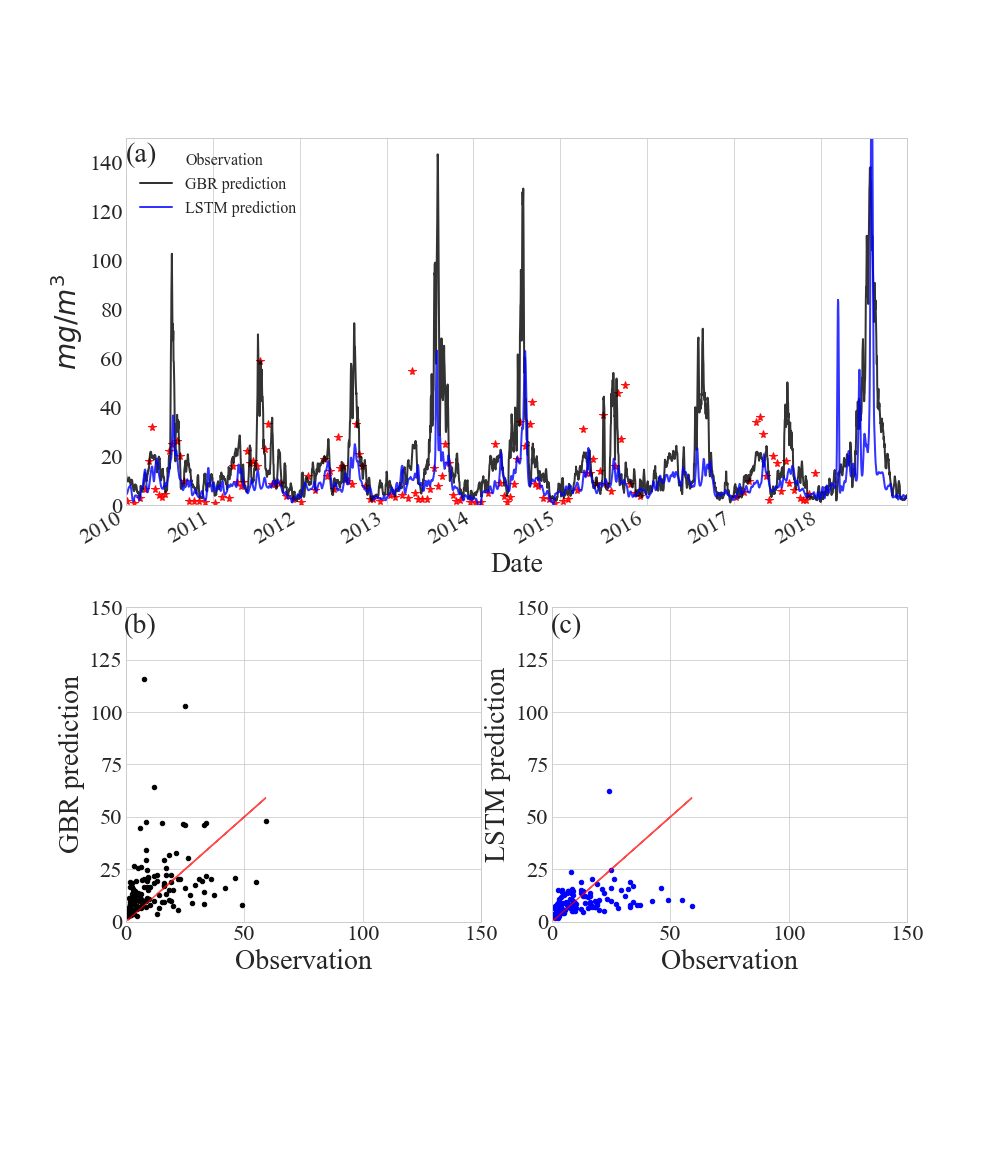 (a)
Observation
GBR prediction
LSTM prediction
mg/m³
140
120
100
80
60
40
20
0
2010 2011 2012 2013 2014 2015 2016 2017 2018
Date
(b)
GBR prediction
150
125
100
75
50
25
0
0 50 100 150
Observation
(c)
LSTM prediction
150
125
100
75
50
25
0
0 50 100 150
Observation